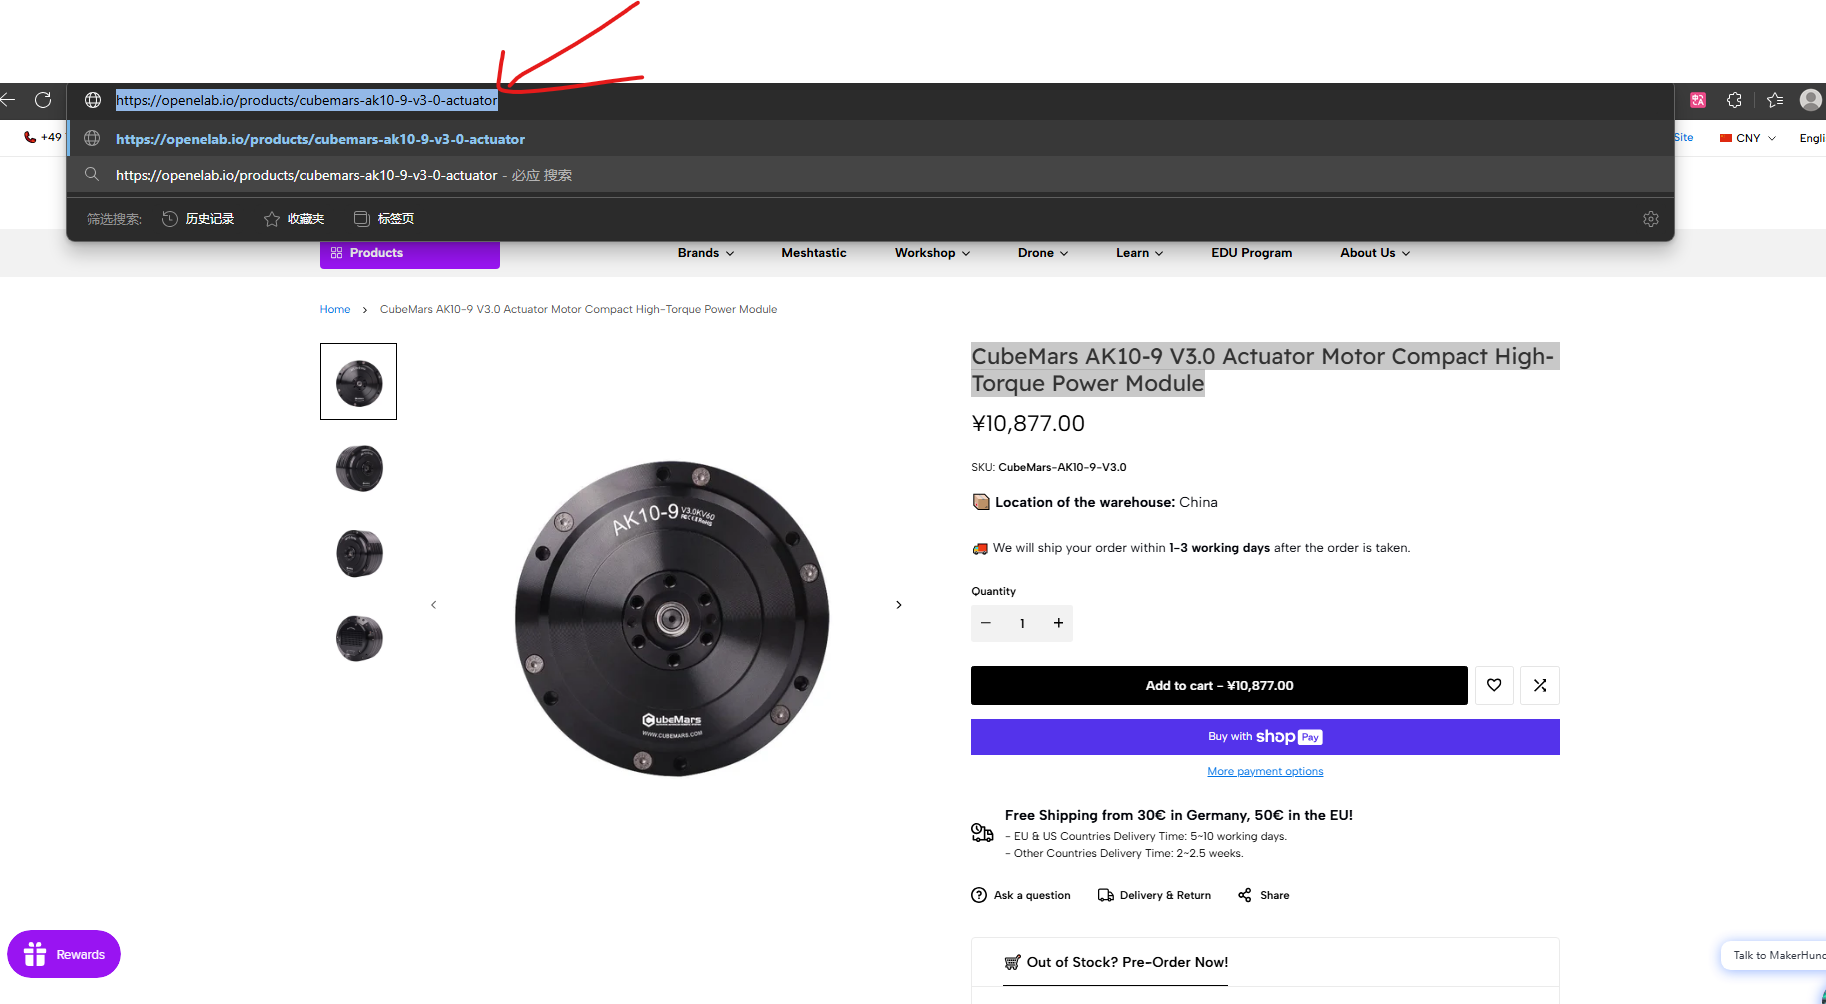 https://openelab.io/products/cubemars-ak10-9-v3-0-actuator
https://openelab.io/products/cubemars-ak10-9-v3-0-actuator
https://openelab.io/products/cubemars-ak10-9-v3-0-actuator - 必应 搜索
筛选搜索: 历史记录 收藏夹 标签页
+49
Site CNY Engli
Products Brands Meshtastic Workshop Drone Learn EDU Program About Us
Home > CubeMars AK10-9 V3.0 Actuator Motor Compact High-Torque Power Module
CubeMars AK10-9 V3.0 Actuator Motor Compact High-
Torque Power Module
¥10,877.00
SKU: CubeMars-AK10-9-V3.0
Location of the warehouse: China
We will ship your order within 1-3 working days after the order is taken.
Quantity
− 1 +
Add to cart - ¥10,877.00
Buy with shop Pay
More payment options
Free Shipping from 30€ in Germany, 50€ in the EU!
- EU & US Countries Delivery Time: 5~10 working days.
- Other Countries Delivery Time: 2~2.5 weeks.
Ask a question Delivery & Return Share
Out of Stock? Pre-Order Now!
AK10-9 V3.0 KV60
CubeMars
WWW.CUBEMARS.COM
Rewards
Talk to MakerHund